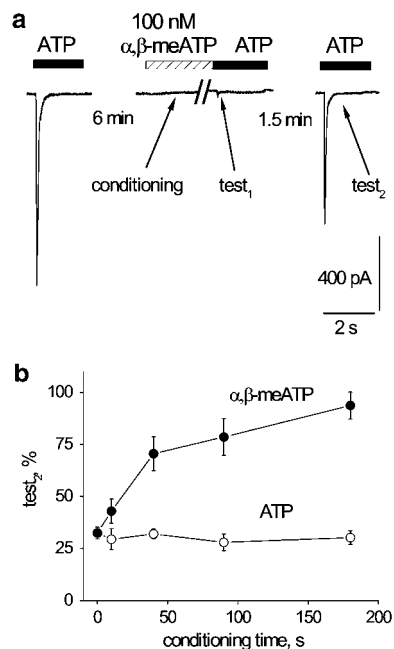 a
100 nM
ATP
α,β-meATP
ATP
ATP
6 min
1.5 min
conditioning
test1
test2
400 pA
2 s
b
100
75
50
25
0
test2, %
α,β-meATP
ATP
0
50
100
150
200
conditioning time, s